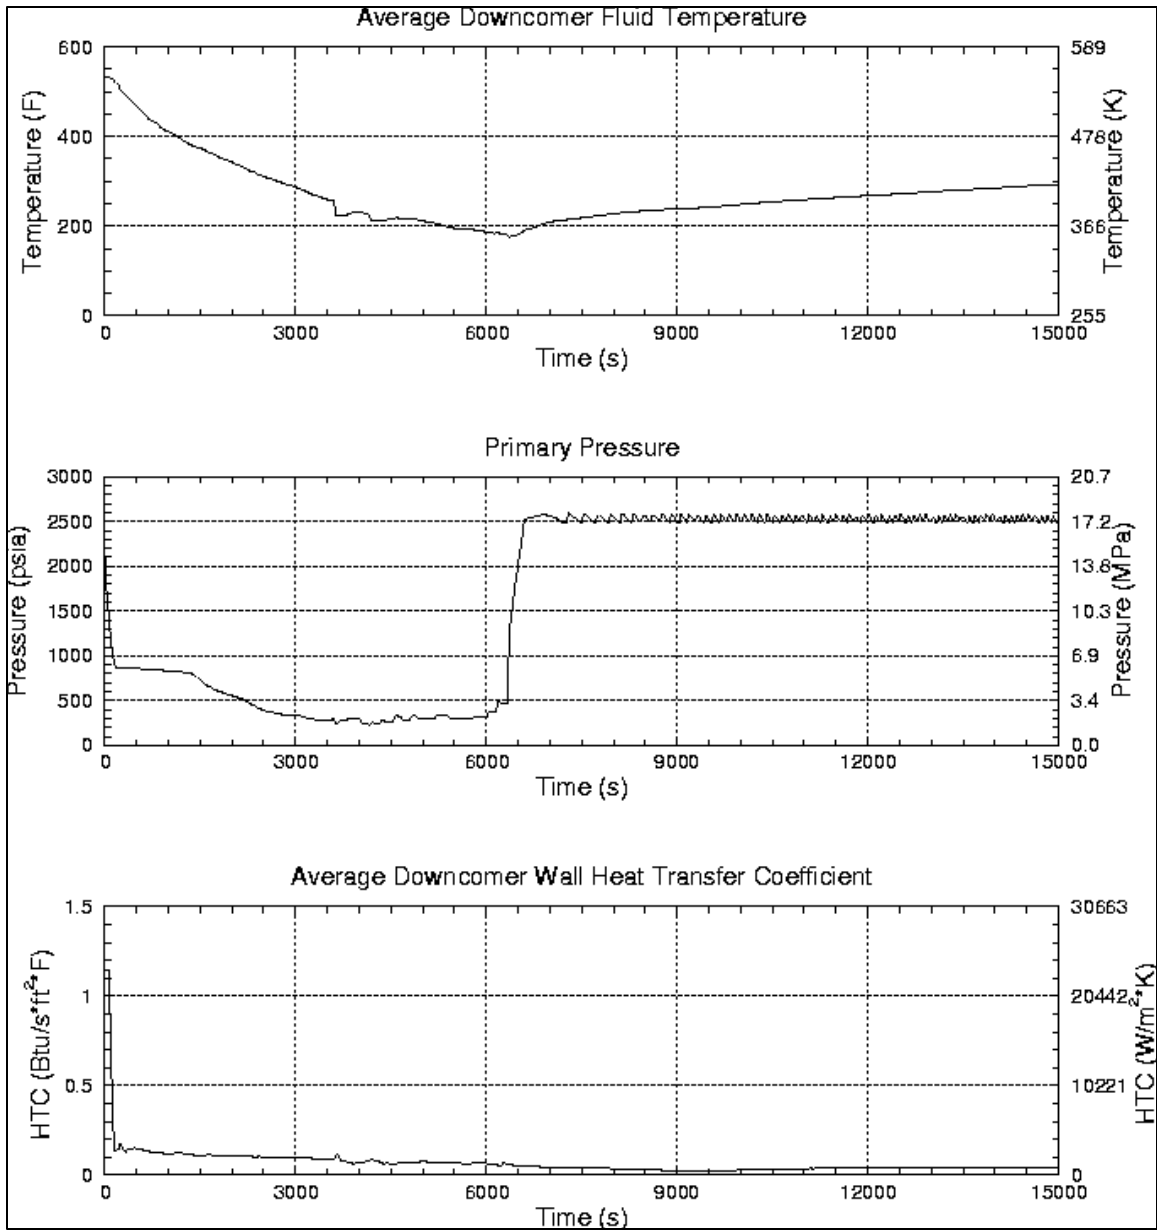 Average Downcomer Fluid Temperature
600 589
400 478
200 366
0 255
Temperature (F)
Temperature (K)
0 3000 6000 9000 12000 15000
Time (s)
Primary Pressure
3000 20.7
2500 17.2
2000 13.8
1500 10.3
1000 6.9
500 3.4
0 0.0
Pressure (psia)
Pressure (MPa)
0 3000 6000 9000 12000 15000
Time (s)
Average Downcomer Wall Heat Transfer Coefficient
1.5 30663
1 20442
0.5 10221
0 0
HTC (Btu/s*ft²*F)
HTC (W/m²*K)
0 3000 6000 9000 12000 15000
Time (s)